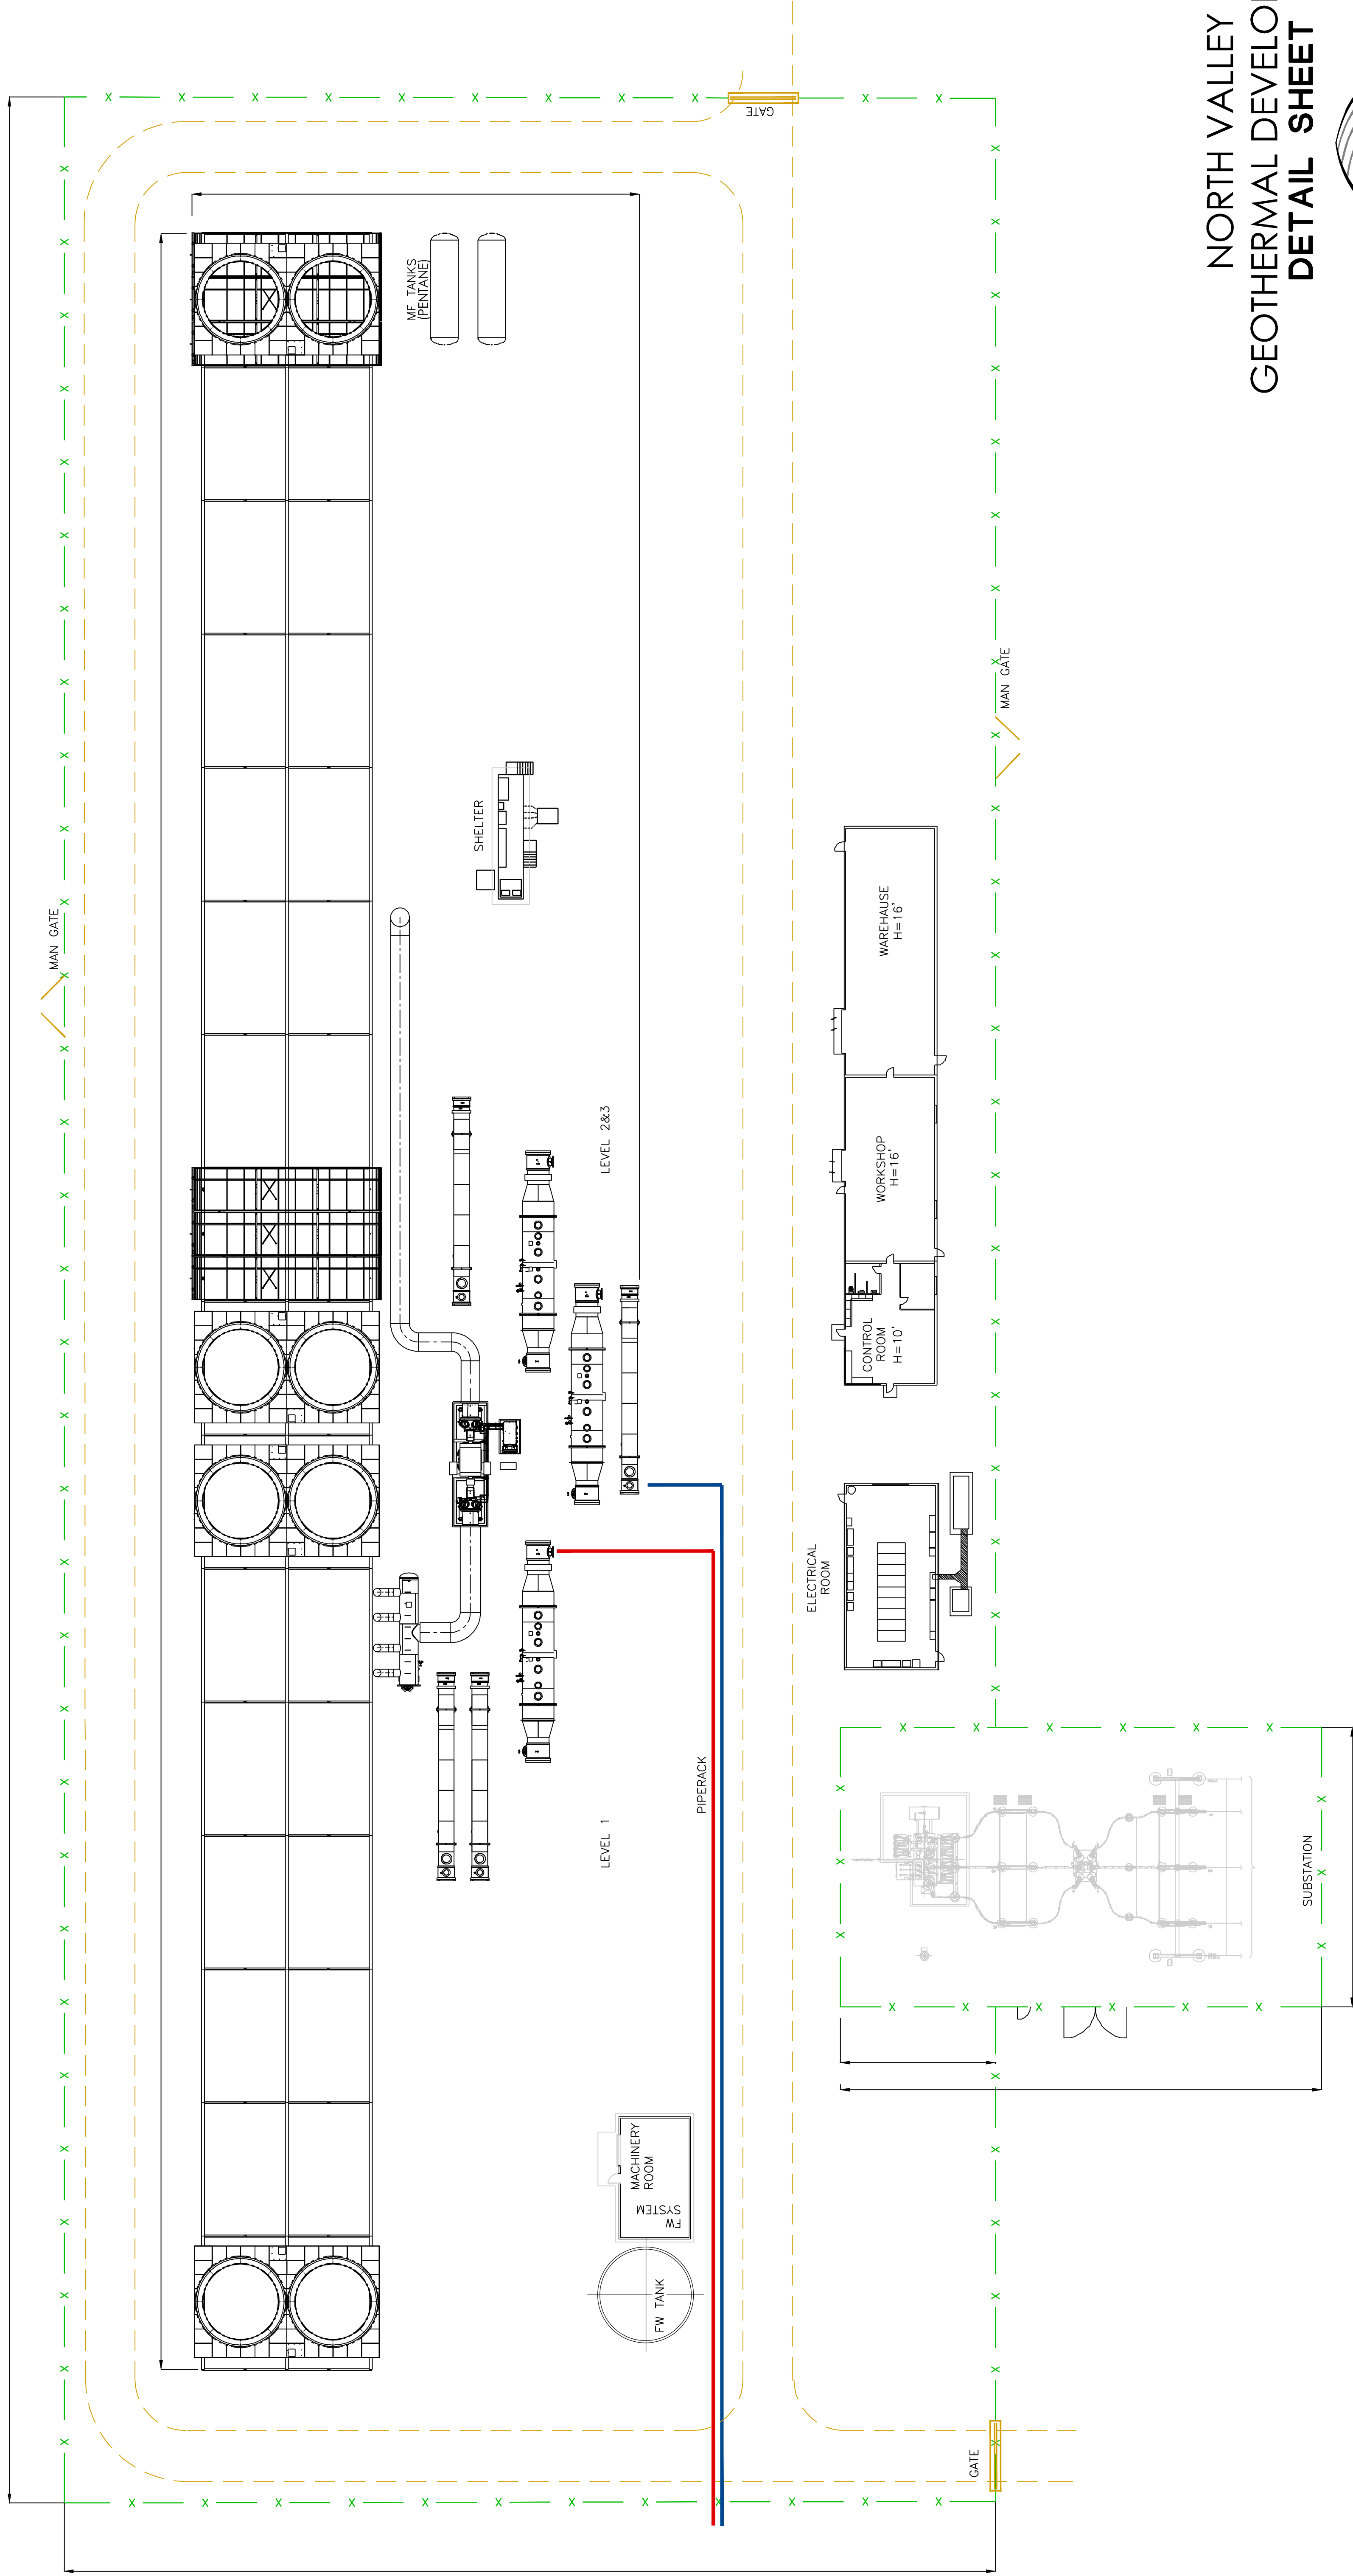 NORTH VALLEY
GEOTHERMAL DEVELO
DETAIL SHEET
GATE
MF TANKS
(PENTANE)
MAN GATE
MAN GATE
SHELTER
WAREHAUSE
H=16'
LEVEL 2&3
WORKSHOP
H=16'
CONTROL
ROOM
H=10'
ELECTRICAL
ROOM
PIPERACK
LEVEL 1
SUBSTATION
MACHINERY
ROOM
FW
SYSTEM
FW TANK
GATE